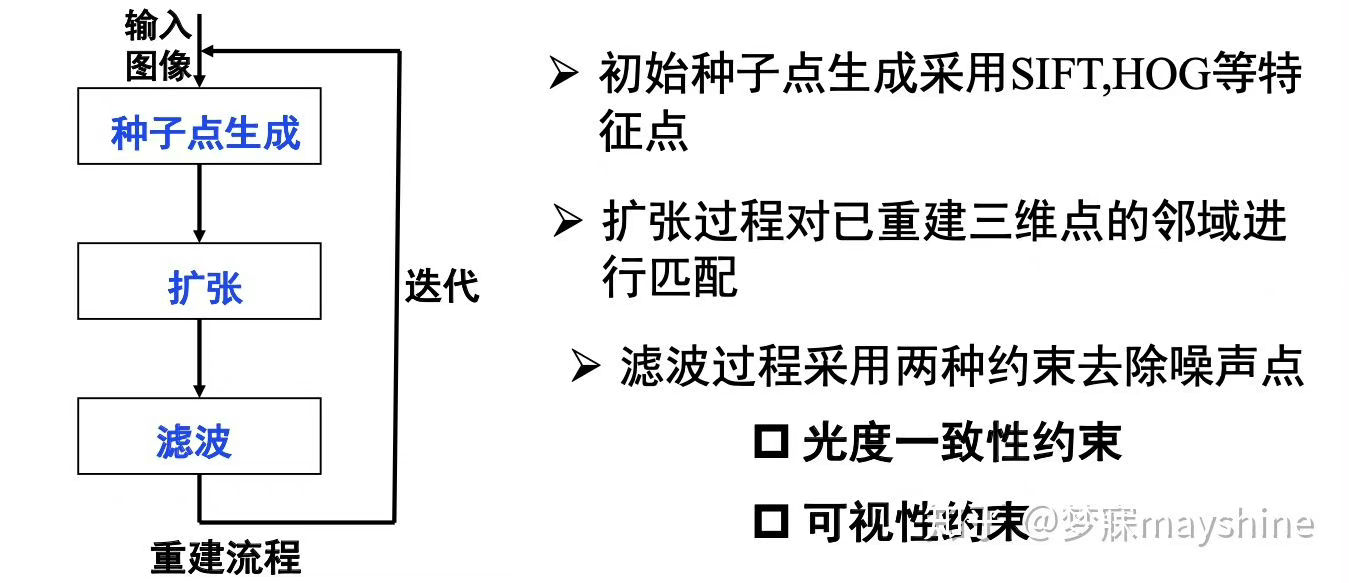 输入
图像
种子点生成
扩张
迭代
滤波
重建流程
初始种子点生成采用SIFT,HOG等特
征点
扩张过程对已重建三维点的邻域进
行匹配
滤波过程采用两种约束去除噪声点
光度一致性约束
可视性约束
知乎 @梦寐mayshine